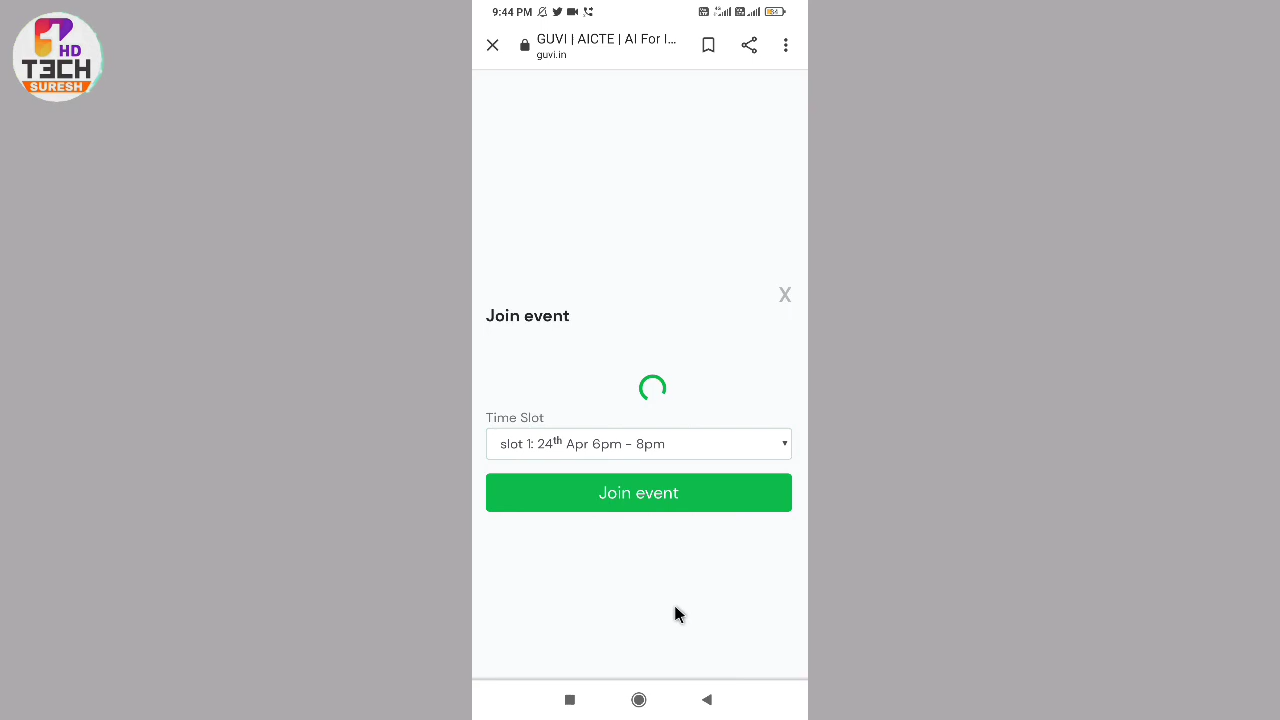 HD
T3CH
SURESH
9:44 PM
GUVI | AICTE | AI For I...
guvi.in
X
Join event
Time Slot
slot 1: 24th Apr 6pm - 8pm
Join event